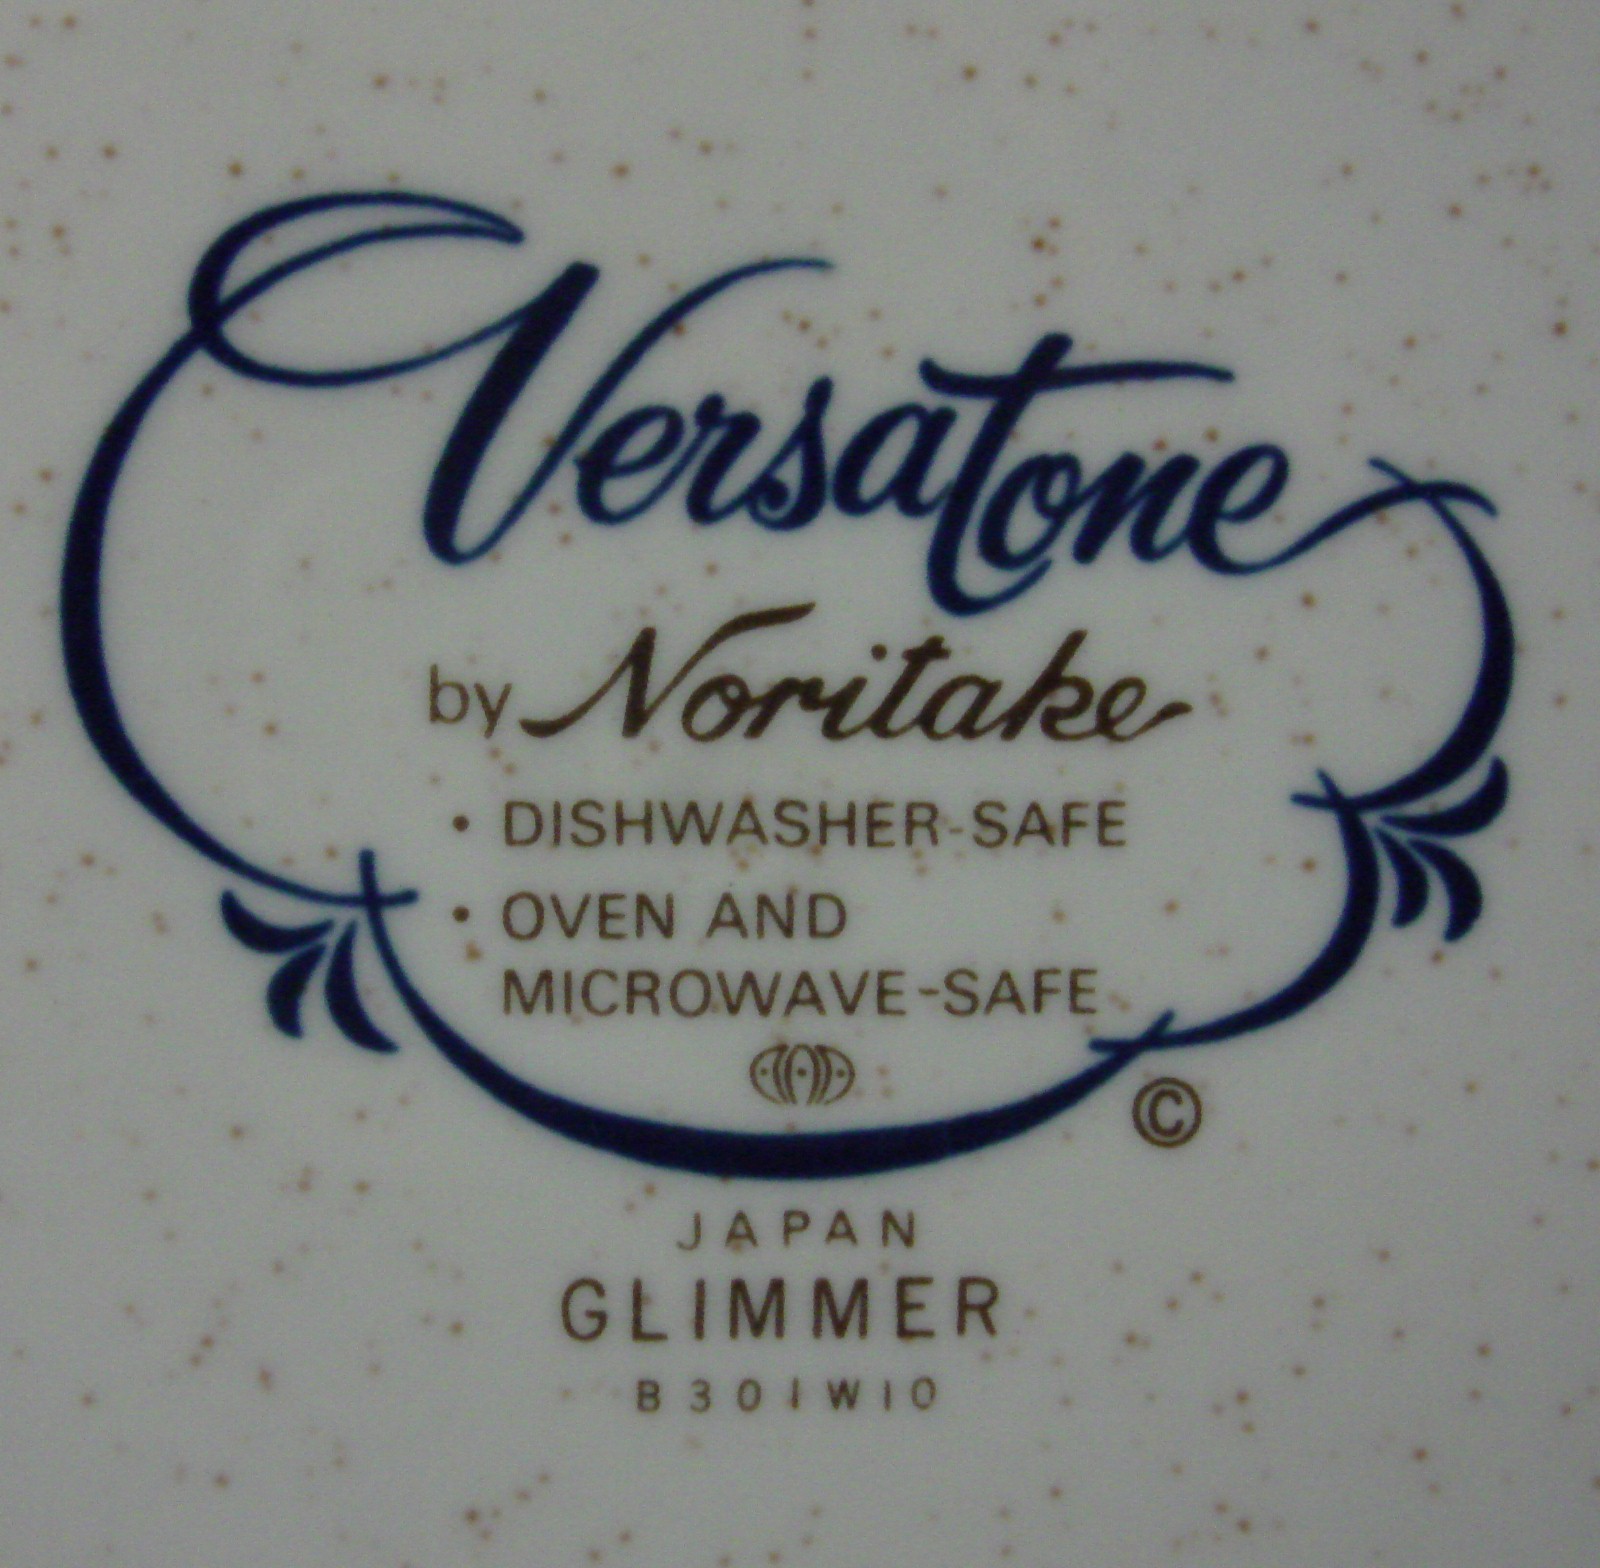 Versatone
by Noritake
• DISHWASHER-SAFE
• OVEN AND
MICROWAVE-SAFE
©
JAPAN
GLIMMER
B301W10